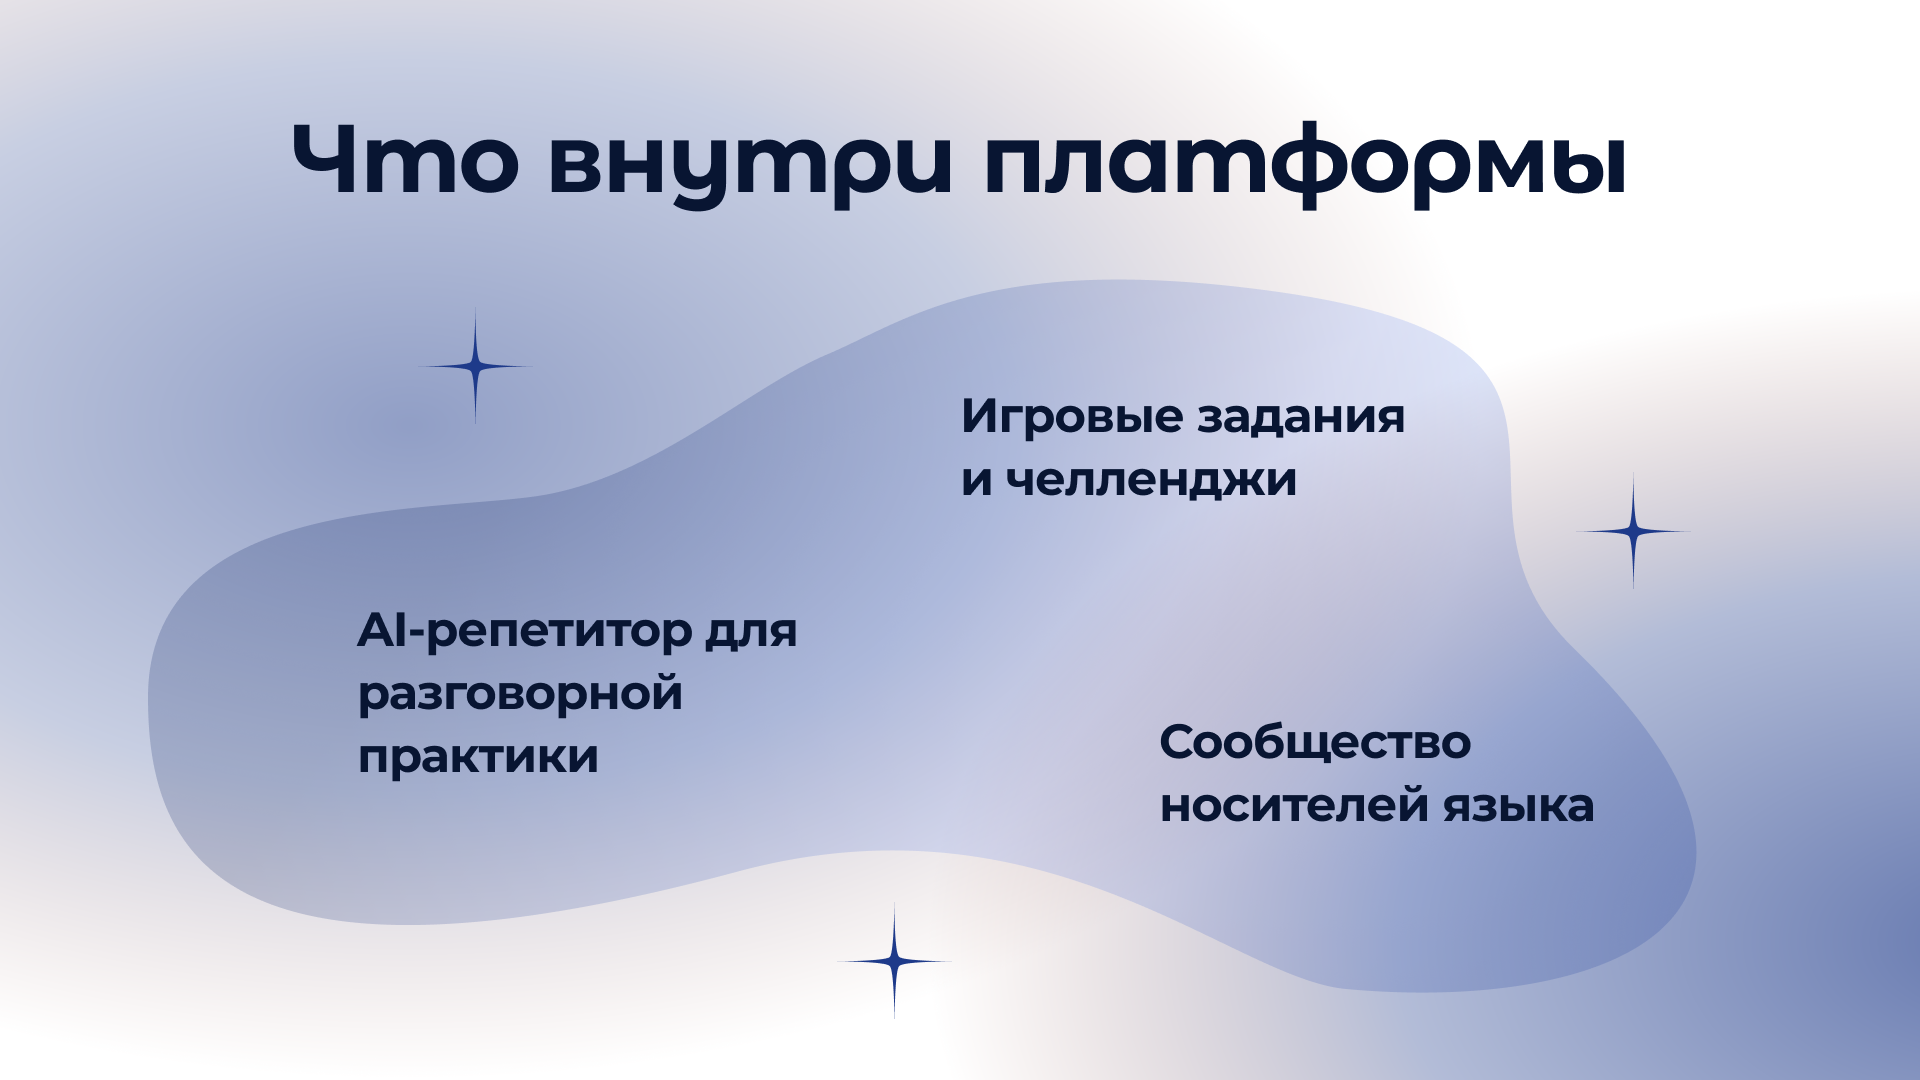 Что внутри платформы
Игровые задания
и челленджи
AI-репетитор для
разговорной
практики
Сообщество
носителей языка